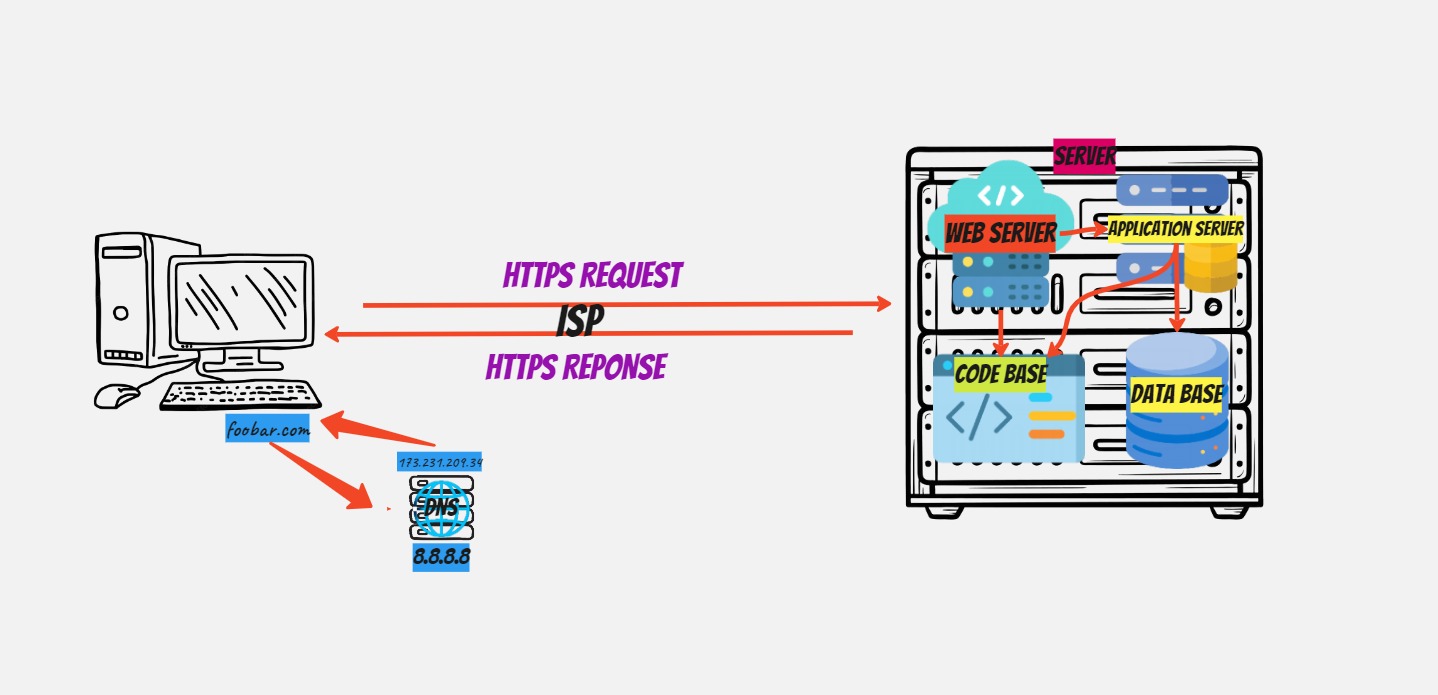 SERVER
WEB SERVER
APPLICATION SERVER
HTTPS REQUEST
ISP
HTTPS REPONSE
CODE BASE
DATA BASE
foobar.com
173.231.209.34
DNS
8.8.8.8